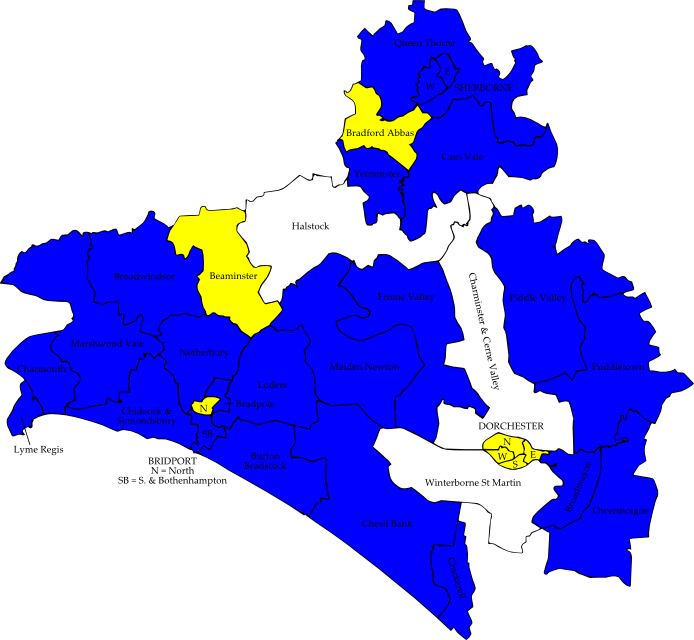 Queen Thorne
E
W
SHERBORNE
Bradford Abbas
Cam Vale
Yetminster
Halstock
Broadwindsor
Beaminster
Charminster & Cerne Valley
Frome Valley
Piddle Valley
Marshwood Vale
Netherbury
Charmouth
Maiden Newton
Puddletown
Loders
N
Bradpole
Chideock &
Symondsbury
SB
Lyme Regis
DORCHESTER
N
W
E
S
BRIDPORT
N = North
SB = S. & Bothenhampton
Burton
Bradstock
Winterborne St Martin
Broadmayne
Owermoigne
Chesil Bank
Chickerell